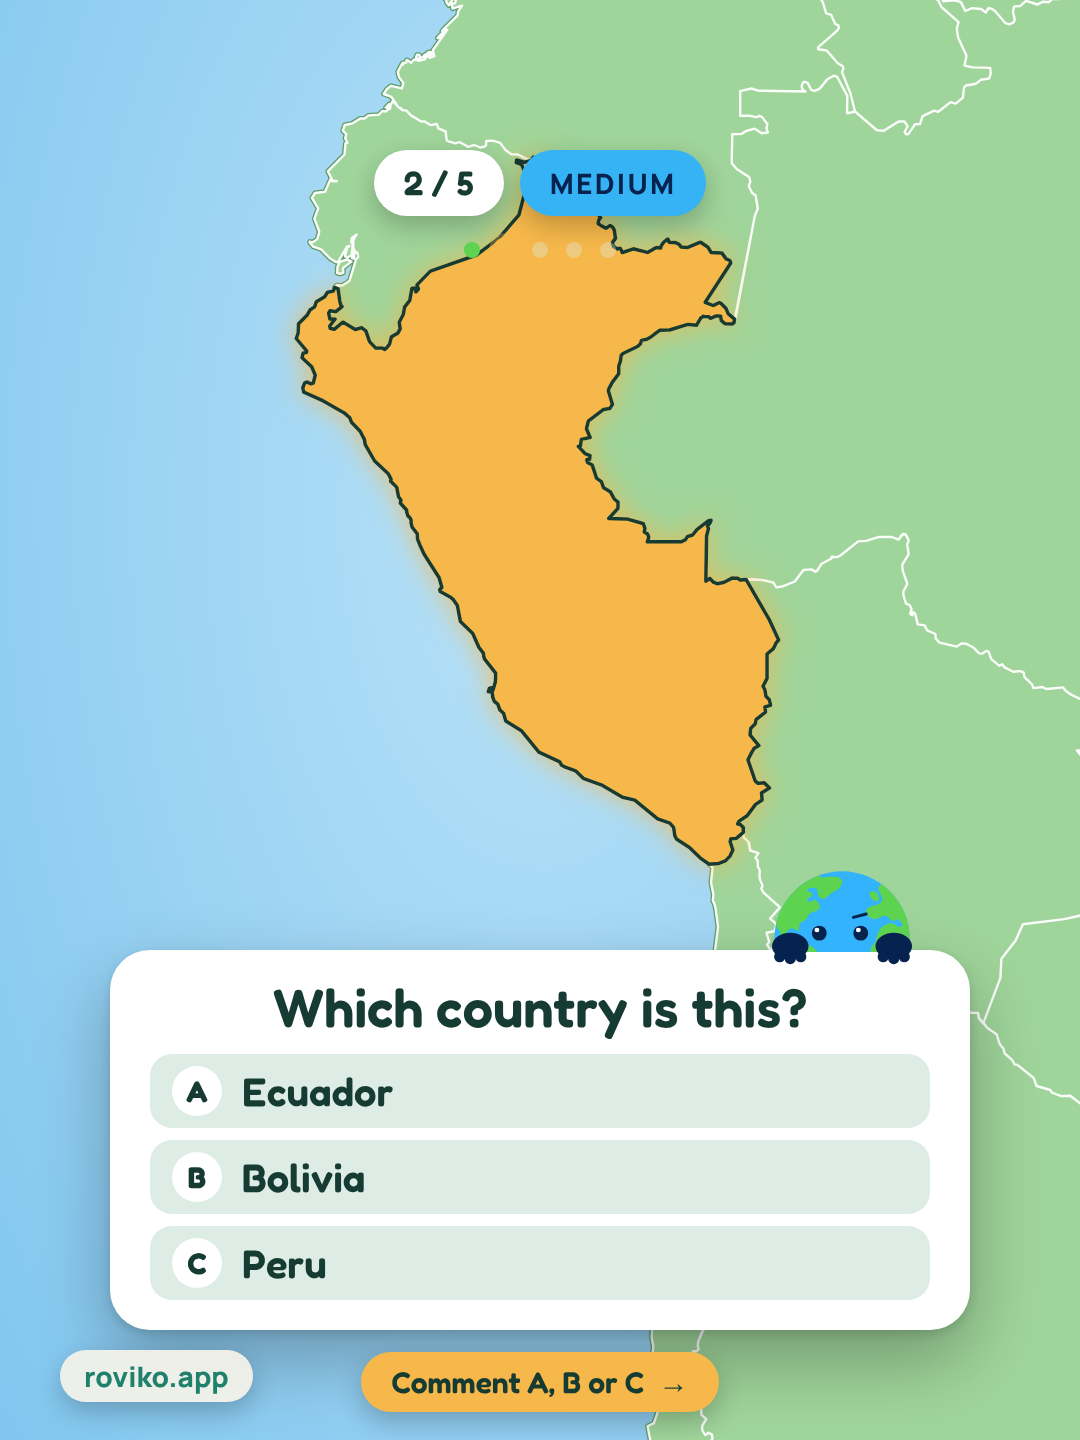 2 / 5
MEDIUM
Which country is this?
A Ecuador
B Bolivia
C Peru
roviko.app
Comment A, B or C →